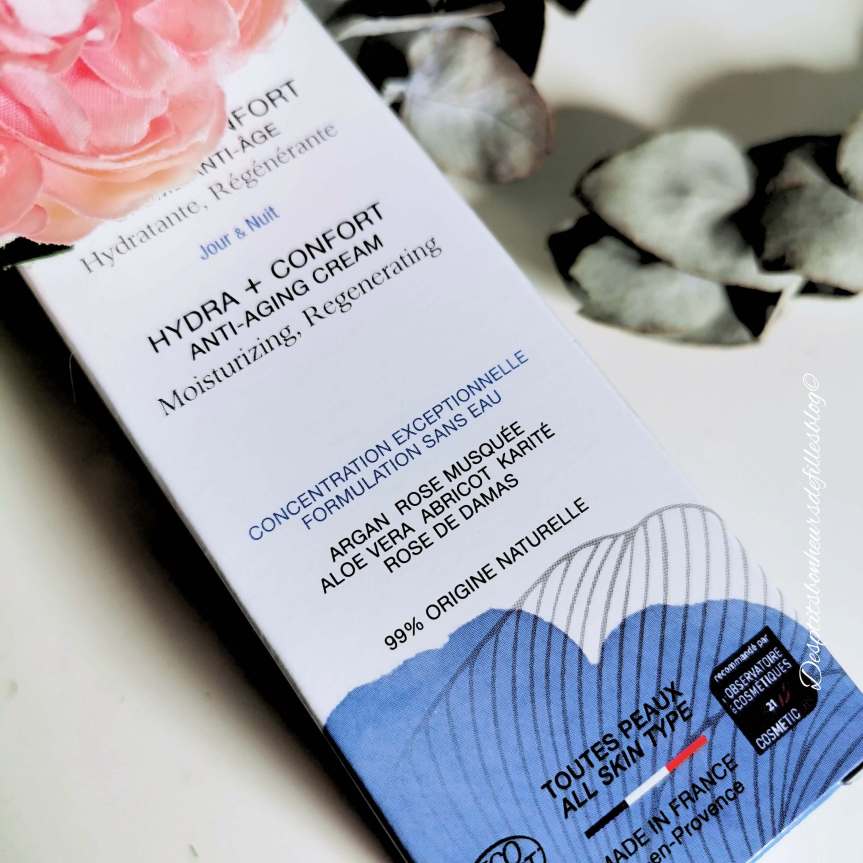 CONFORT
ANTI-ÂGE
Hydratante, Régénérante
Jour & Nuit
HYDRA + CONFORT
ANTI-AGING CREAM
Moisturizing, Regenerating
CONCENTRATION EXCEPTIONNELLE
FORMULATION SANS EAU
ARGAN ROSE MUSQUÉE
ALOE VERA ABRICOT KARITÉ
ROSE DE DAMAS
99% ORIGINE NATURELLE
TOUTES PEAUX
ALL SKIN TYPE
MADE IN FRANCE
en-Provence
recommandé par
L'OBSERVATOIRE
des COSMÉTIQUES
21
COSMETIC
Despetitsbonheursdefillesblog©